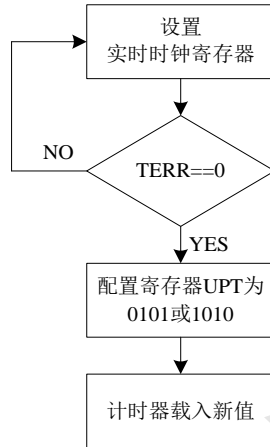 设置
实时时钟寄存器
TERR==0
NO
YES
配置寄存器UPT为
0101或1010
计时器载入新值